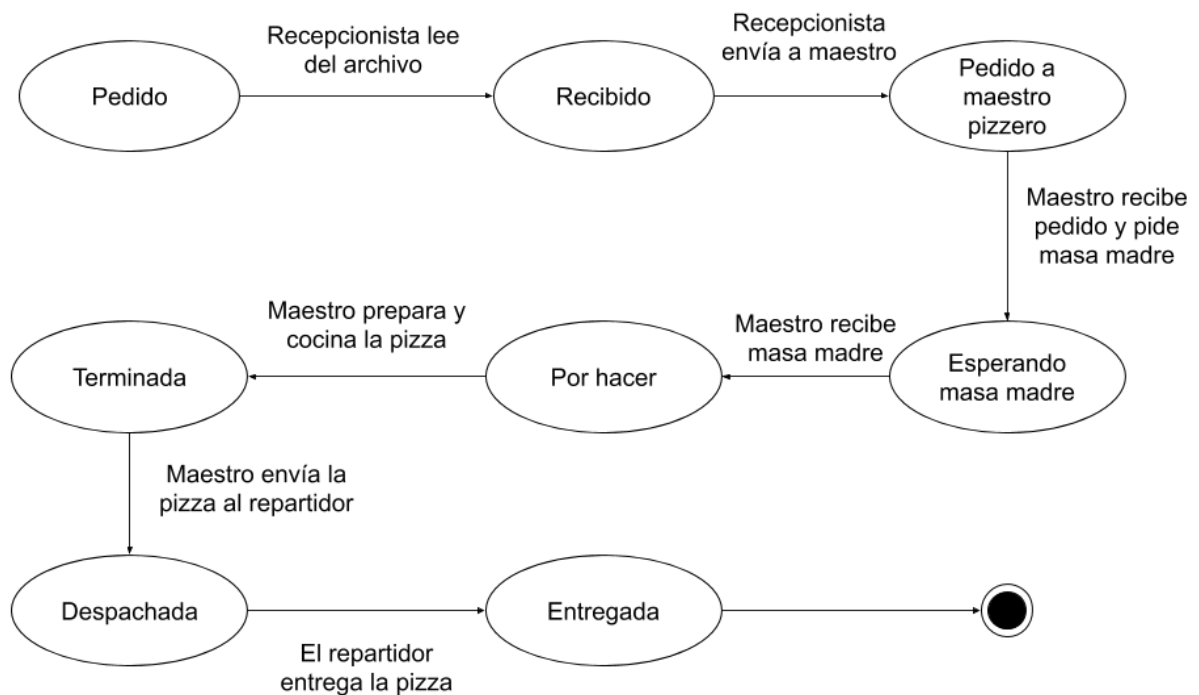 Pedido
Recepcionista lee
del archivo
Recibido
Recepcionista
envía a maestro
Pedido a
maestro
pizzero
Maestro recibe
pedido y pide
masa madre
Esperando
masa madre
Maestro recibe
masa madre
Por hacer
Maestro prepara y
cocina la pizza
Terminada
Maestro envía la
pizza al repartidor
Despachada
El repartidor
entrega la pizza
Entregada